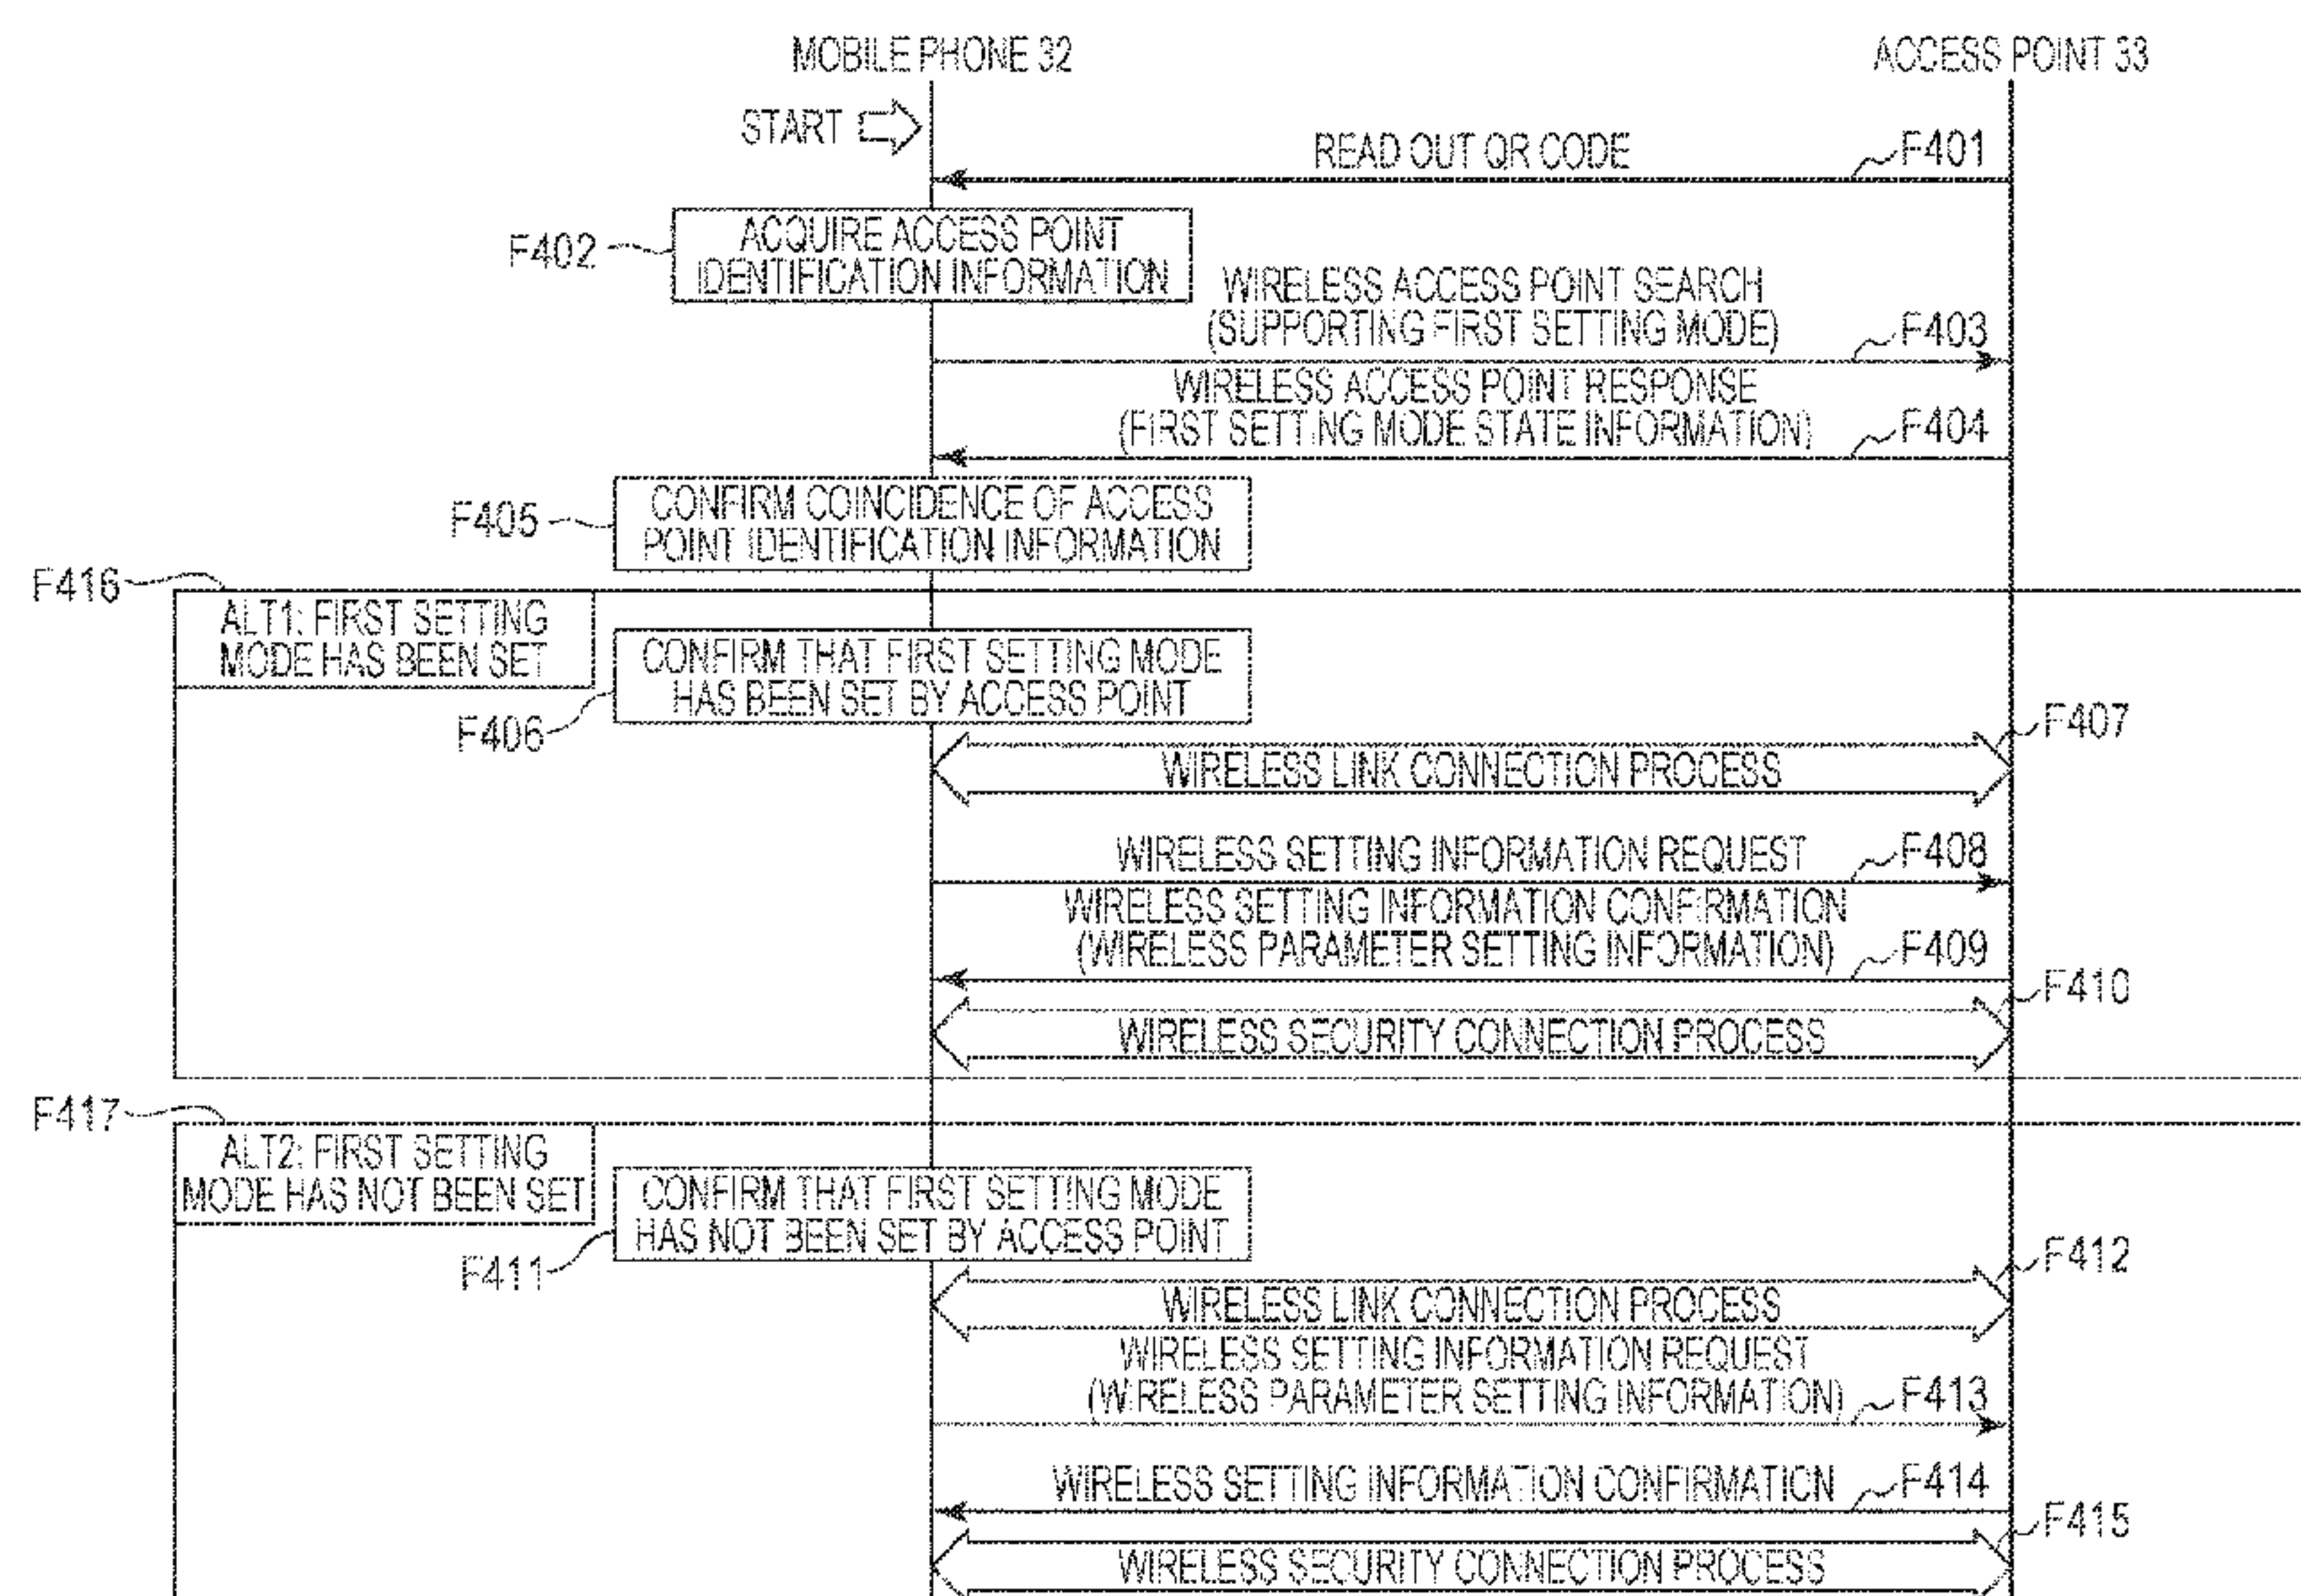 MOBILE PHONE 32
ACCESS POINT 33
START
READ OUT QR CODE
F401
F402
ACQUIRE ACCESS POINT
IDENTIFICATION INFORMATION
WIRELESS ACCESS POINT SEARCH
(SUPPORTING FIRST SETTING MODE)
F403
WIRELESS ACCESS POINT RESPONSE
(FIRST SETTING MODE STATE INFORMATION)
F404
F405
CONFIRM COINCIDENCE OF ACCESS
POINT IDENTIFICATION INFORMATION
F416
ALT1: FIRST SETTING
MODE HAS BEEN SET
CONFIRM THAT FIRST SETTING MODE
HAS BEEN SET BY ACCESS POINT
F406
F407
WIRELESS LINK CONNECTION PROCESS
WIRELESS SETTING INFORMATION REQUEST
F408
WIRELESS SETTING INFORMATION CONFIRMATION
(WIRELESS PARAMETER SETTING INFORMATION)
F409
F410
WIRELESS SECURITY CONNECTION PROCESS
F417
ALT2: FIRST SETTING
MODE HAS NOT BEEN SET
CONFIRM THAT FIRST SETTING MODE
HAS NOT BEEN SET BY ACCESS POINT
F411
F412
WIRELESS LINK CONNECTION PROCESS
WIRELESS SETTING INFORMATION REQUEST
(WIRELESS PARAMETER SETTING INFORMATION)
F413
WIRELESS SETTING INFORMATION CONFIRMATION
F414
F415
WIRELESS SECURITY CONNECTION PROCESS